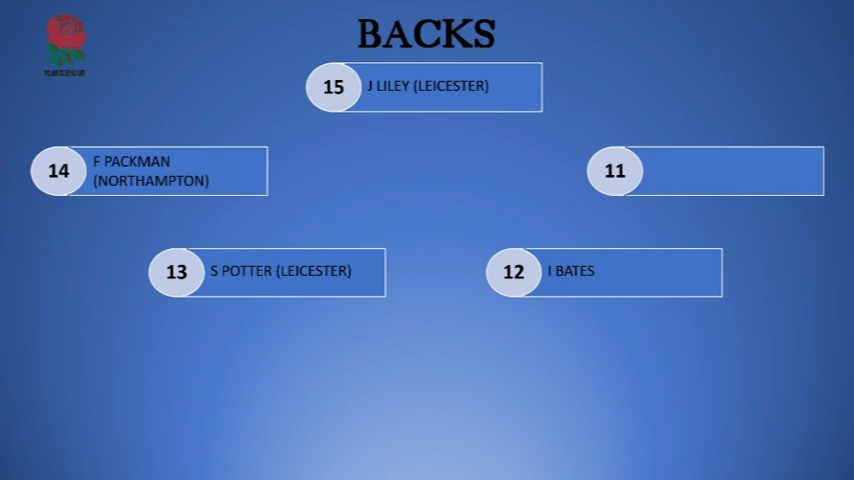 BACKS
15
J LILEY (LEICESTER)
14
F PACKMAN
(NORTHAMPTON)
11
13
S POTTER (LEICESTER)
12
I BATES